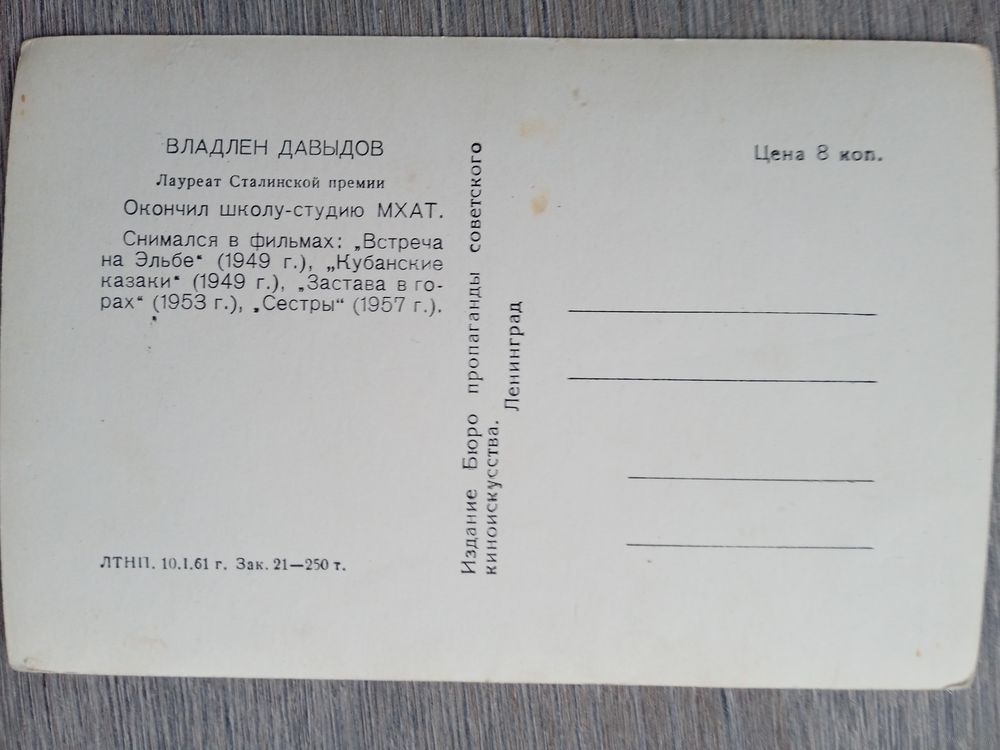 ВЛАДЛЕН ДАВЫДОВ
Лауреат Сталинской премии
Окончил школу-студию МХАТ.
Снимался в фильмах: „Встреча
на Эльбе“ (1949 г.), „Кубанские
казаки“ (1949 г.), „Застава в го-
рах“ (1953 г.), „Сестры“ (1957 г.).
ЛТНП. 10.I.61 г. Зак. 21—250 т.
Издание Бюро пропаганды советского
киноискусства.
Ленинград
Цена 8 коп.